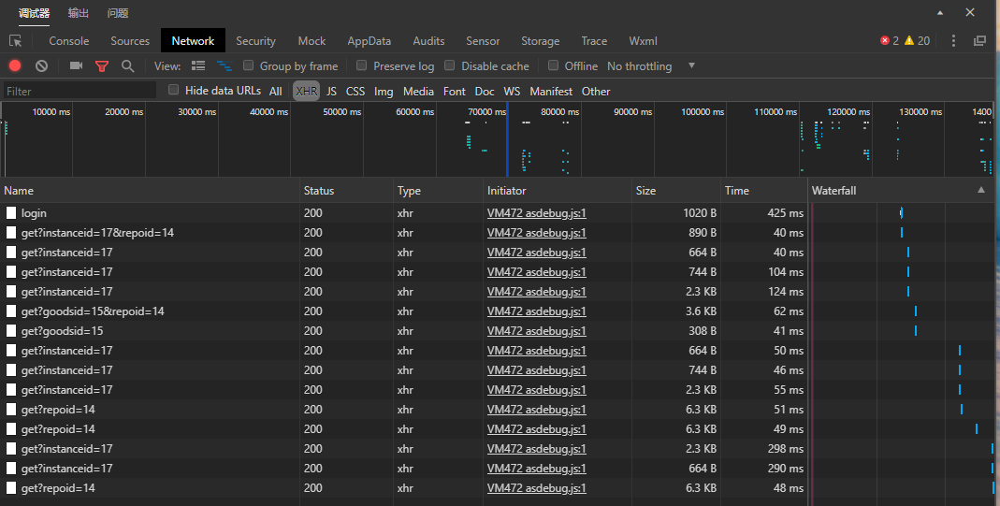 调试器 输出 问题
Console Sources Network Security Mock AppData Audits Sensor Storage Trace Wxml 2 20
View: Group by frame Preserve log Disable cache Offline No throttling
Filter Hide data URLs All XHR JS CSS Img Media Font Doc WS Manifest Other
10000 ms 20000 ms 30000 ms 40000 ms 50000 ms 60000 ms 70000 ms 80000 ms 90000 ms 100000 ms 110000 ms 120000 ms 130000 ms 1400
Name Status Type Initiator Size Time Waterfall
login 200 xhr VM472 asdebug.js:1 1020 B 425 ms
get?instanceid=17&repoid=14 200 xhr VM472 asdebug.js:1 890 B 40 ms
get?instanceid=17 200 xhr VM472 asdebug.js:1 664 B 40 ms
get?instanceid=17 200 xhr VM472 asdebug.js:1 744 B 104 ms
get?instanceid=17 200 xhr VM472 asdebug.js:1 2.3 KB 124 ms
get?goodsid=15&repoid=14 200 xhr VM472 asdebug.js:1 3.6 KB 62 ms
get?goodsid=15 200 xhr VM472 asdebug.js:1 308 B 41 ms
get?instanceid=17 200 xhr VM472 asdebug.js:1 664 B 50 ms
get?instanceid=17 200 xhr VM472 asdebug.js:1 744 B 46 ms
get?instanceid=17 200 xhr VM472 asdebug.js:1 2.3 KB 55 ms
get?repoid=14 200 xhr VM472 asdebug.js:1 6.3 KB 51 ms
get?repoid=14 200 xhr VM472 asdebug.js:1 6.3 KB 49 ms
get?instanceid=17 200 xhr VM472 asdebug.js:1 2.3 KB 298 ms
get?instanceid=17 200 xhr VM472 asdebug.js:1 664 B 290 ms
get?repoid=14 200 xhr VM472 asdebug.js:1 6.3 KB 48 ms